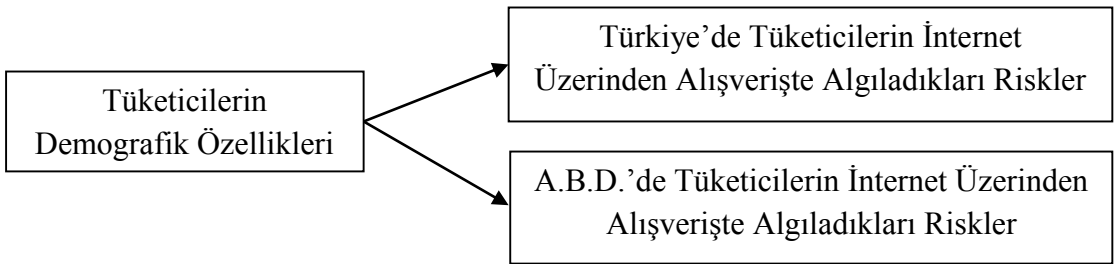 Tüketicilerin
Demografik Özellikleri
Türkiye’de Tüketicilerin İnternet
Üzerinden Alışverişte Algıladıkları Riskler
A.B.D.’de Tüketicilerin İnternet Üzerinden
Alışverişte Algıladıkları Riskler